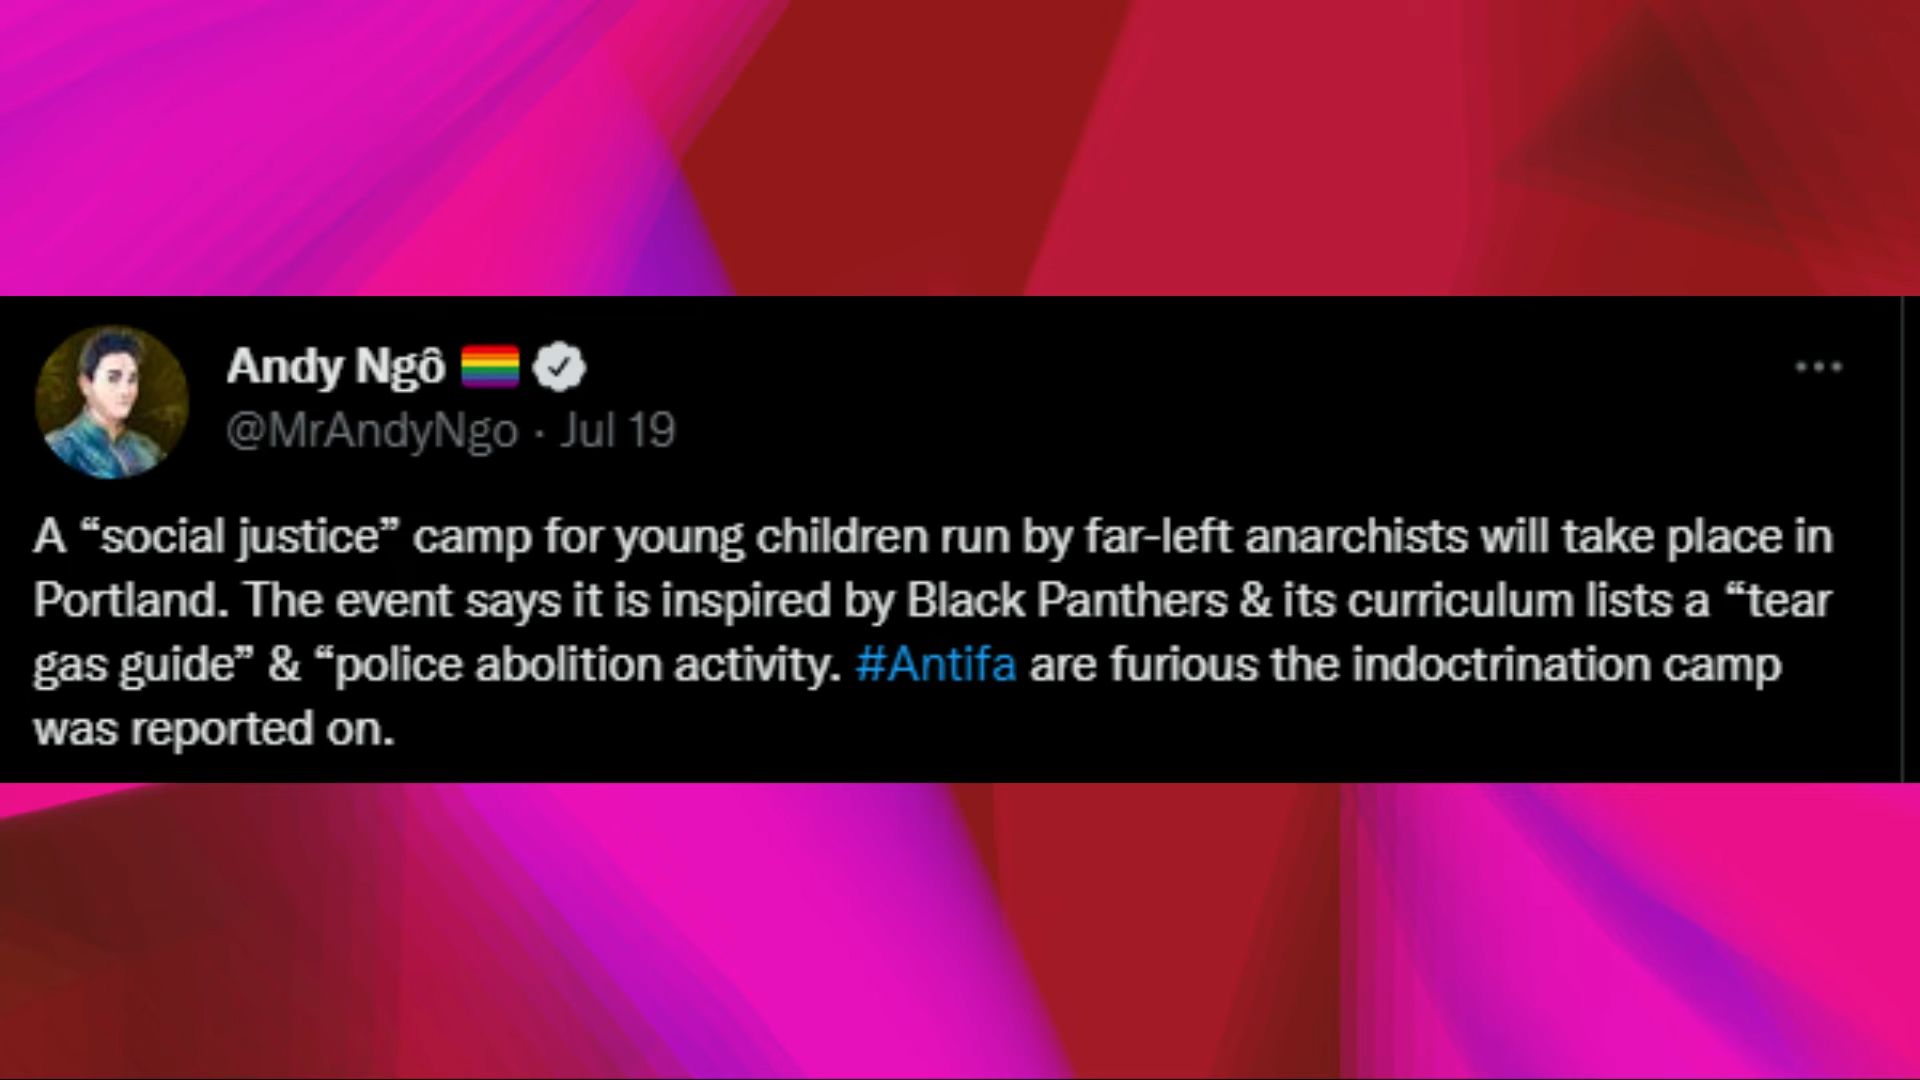 Andy Ngô
@MrAndyNgo · Jul 19
A “social justice” camp for young children run by far-left anarchists will take place in
Portland. The event says it is inspired by Black Panthers & its curriculum lists a “tear
gas guide” & “police abolition activity. #Antifa are furious the indoctrination camp
was reported on.